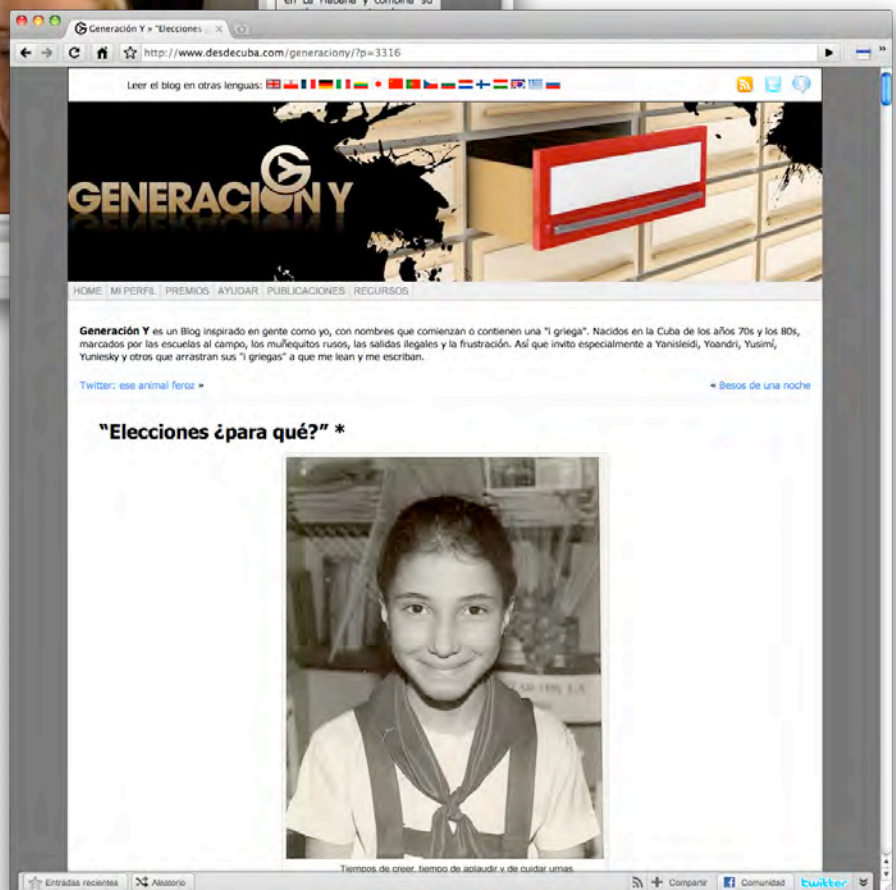 en La Habana y combina su
Generación Y » "Elecciones
http://www.desdecuba.com/generaciony/?p=3316
Leer el blog en otras lenguas:
GENERACION Y
HOME MI PERFIL PREMIOS AYUDAR PUBLICACIONES RECURSOS
Generación Y es un Blog inspirado en gente como yo, con nombres que comienzan o contienen una "i griega". Nacidos en la Cuba de los años 70s y los 80s,
marcados por las escuelas al campo, los muñequitos rusos, las salidas ilegales y la frustración. Así que invito especialmente a Yanisleidi, Yoandri, Yusimí,
Yuniesky y otros que arrastran sus "i griegas" a que me lean y me escriban.
Twitter: ese animal feroz » « Besos de una noche
“Elecciones ¿para qué?” *
Tiempos de creer, tiempo de aplaudir y de cuidar urnas
Entradas recientes Aleatorio Compartir Comunidad twitter